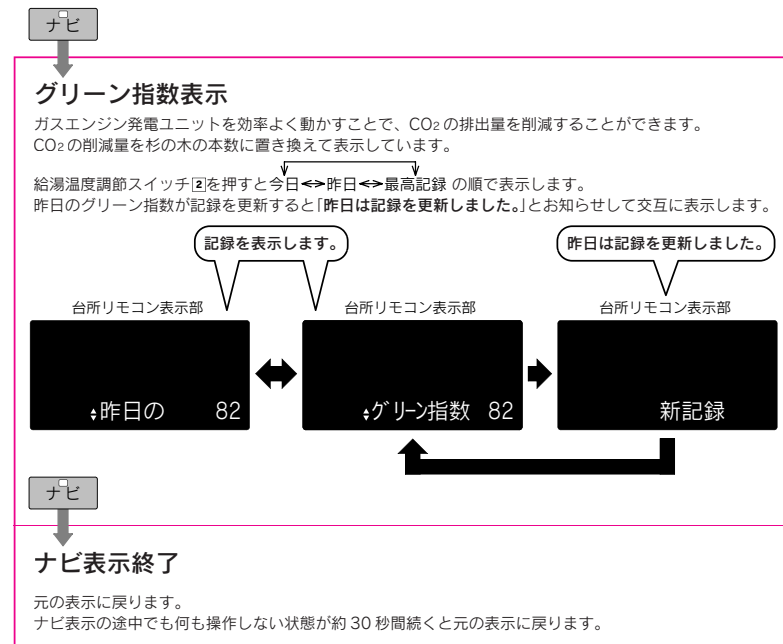 ナビ
グリーン指数表示
ガスエンジン発電ユニットを効率よく動かすことで、CO2の排出量を削減することができます。
CO2の削減量を杉の木の本数に置き換えて表示しています。
給湯温度調節スイッチ2を押すと今日<->昨日<->最高記録 の順で表示します。
昨日のグリーン指数が記録を更新すると「昨日は記録を更新しました。」とお知らせして交互に表示します。
記録を表示します。
昨日は記録を更新しました。
台所リモコン表示部
台所リモコン表示部
台所リモコン表示部
昨日の 82
グリーン指数 82
新記録
ナビ
ナビ表示終了
元の表示に戻ります。
ナビ表示の途中でも何も操作しない状態が約30秒間続くと元の表示に戻ります。